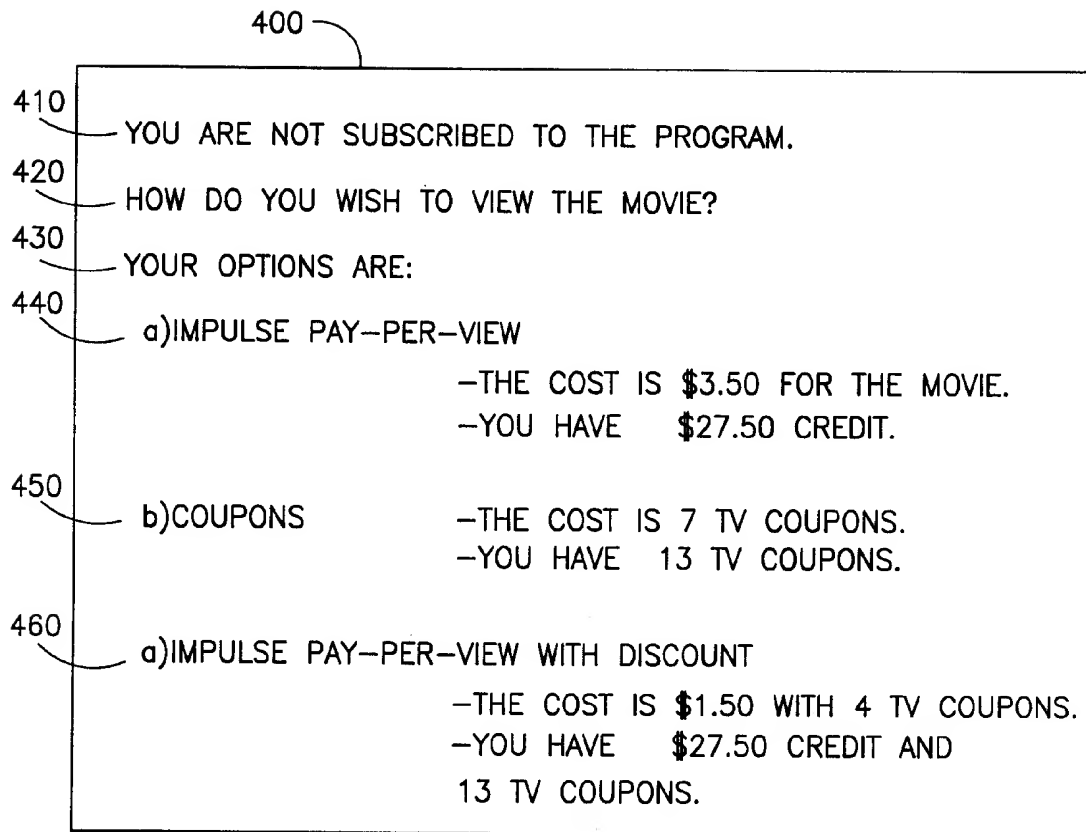 400
410
YOU ARE NOT SUBSCRIBED TO THE PROGRAM.
420
HOW DO YOU WISH TO VIEW THE MOVIE?
430
YOUR OPTIONS ARE:
440
a)IMPULSE PAY-PER-VIEW
-THE COST IS $3.50 FOR THE MOVIE.
-YOU HAVE $27.50 CREDIT.
450
b)COUPONS -THE COST IS 7 TV COUPONS.
-YOU HAVE 13 TV COUPONS.
460
a)IMPULSE PAY-PER-VIEW WITH DISCOUNT
-THE COST IS $1.50 WITH 4 TV COUPONS.
-YOU HAVE $27.50 CREDIT AND
13 TV COUPONS.